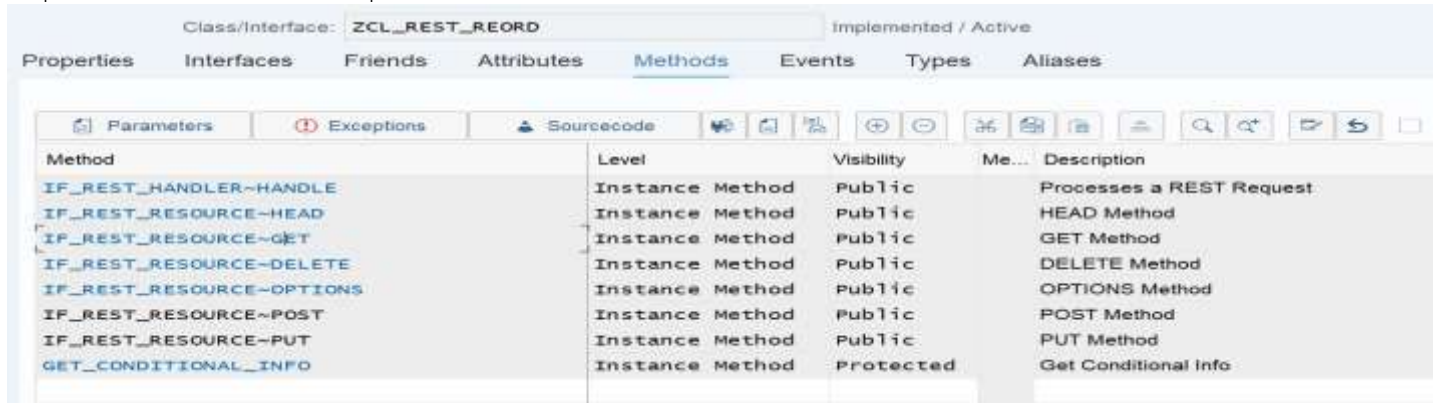 Class/Interface: ZCL_REST_REORD Implemented / Active
Properties Interfaces Friends Attributes Methods Events Types Aliases
Parameters Exceptions Sourcecode
Method Level Visibility Me... Description
IF_REST_HANDLER~HANDLE Instance Method Public Processes a REST Request
IF_REST_RESOURCE~HEAD Instance Method Public HEAD Method
IF_REST_RESOURCE~GET Instance Method Public GET Method
IF_REST_RESOURCE~DELETE Instance Method Public DELETE Method
IF_REST_RESOURCE~OPTIONS Instance Method Public OPTIONS Method
IF_REST_RESOURCE~POST Instance Method Public POST Method
IF_REST_RESOURCE~PUT Instance Method Public PUT Method
GET_CONDITIONAL_INFO Instance Method Protected Get Conditional Info